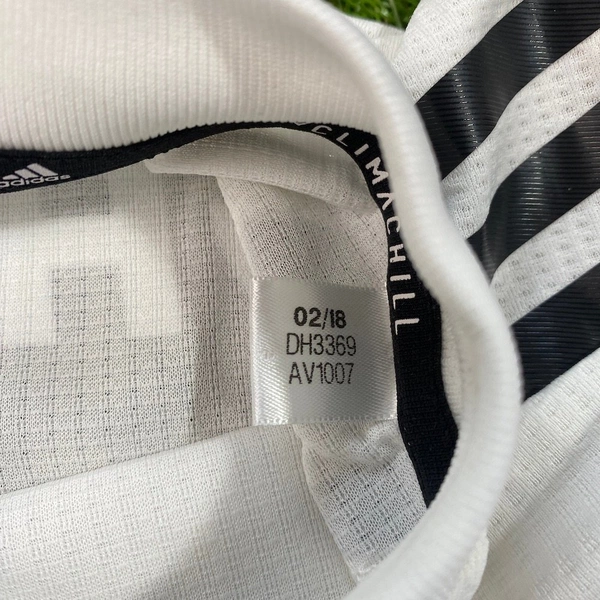 adidas
CLIMACHILL
02/18
DH3369
AV1007